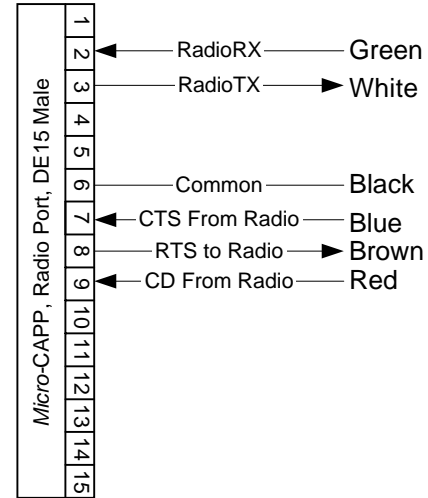 Micro-CAPP, Radio Port, DE15 Male
1
2 RadioRX Green
3 RadioTX White
4
5
6 Common Black
7 CTS From Radio Blue
8 RTS to Radio Brown
9 CD From Radio Red
10
11
12
13
14
15